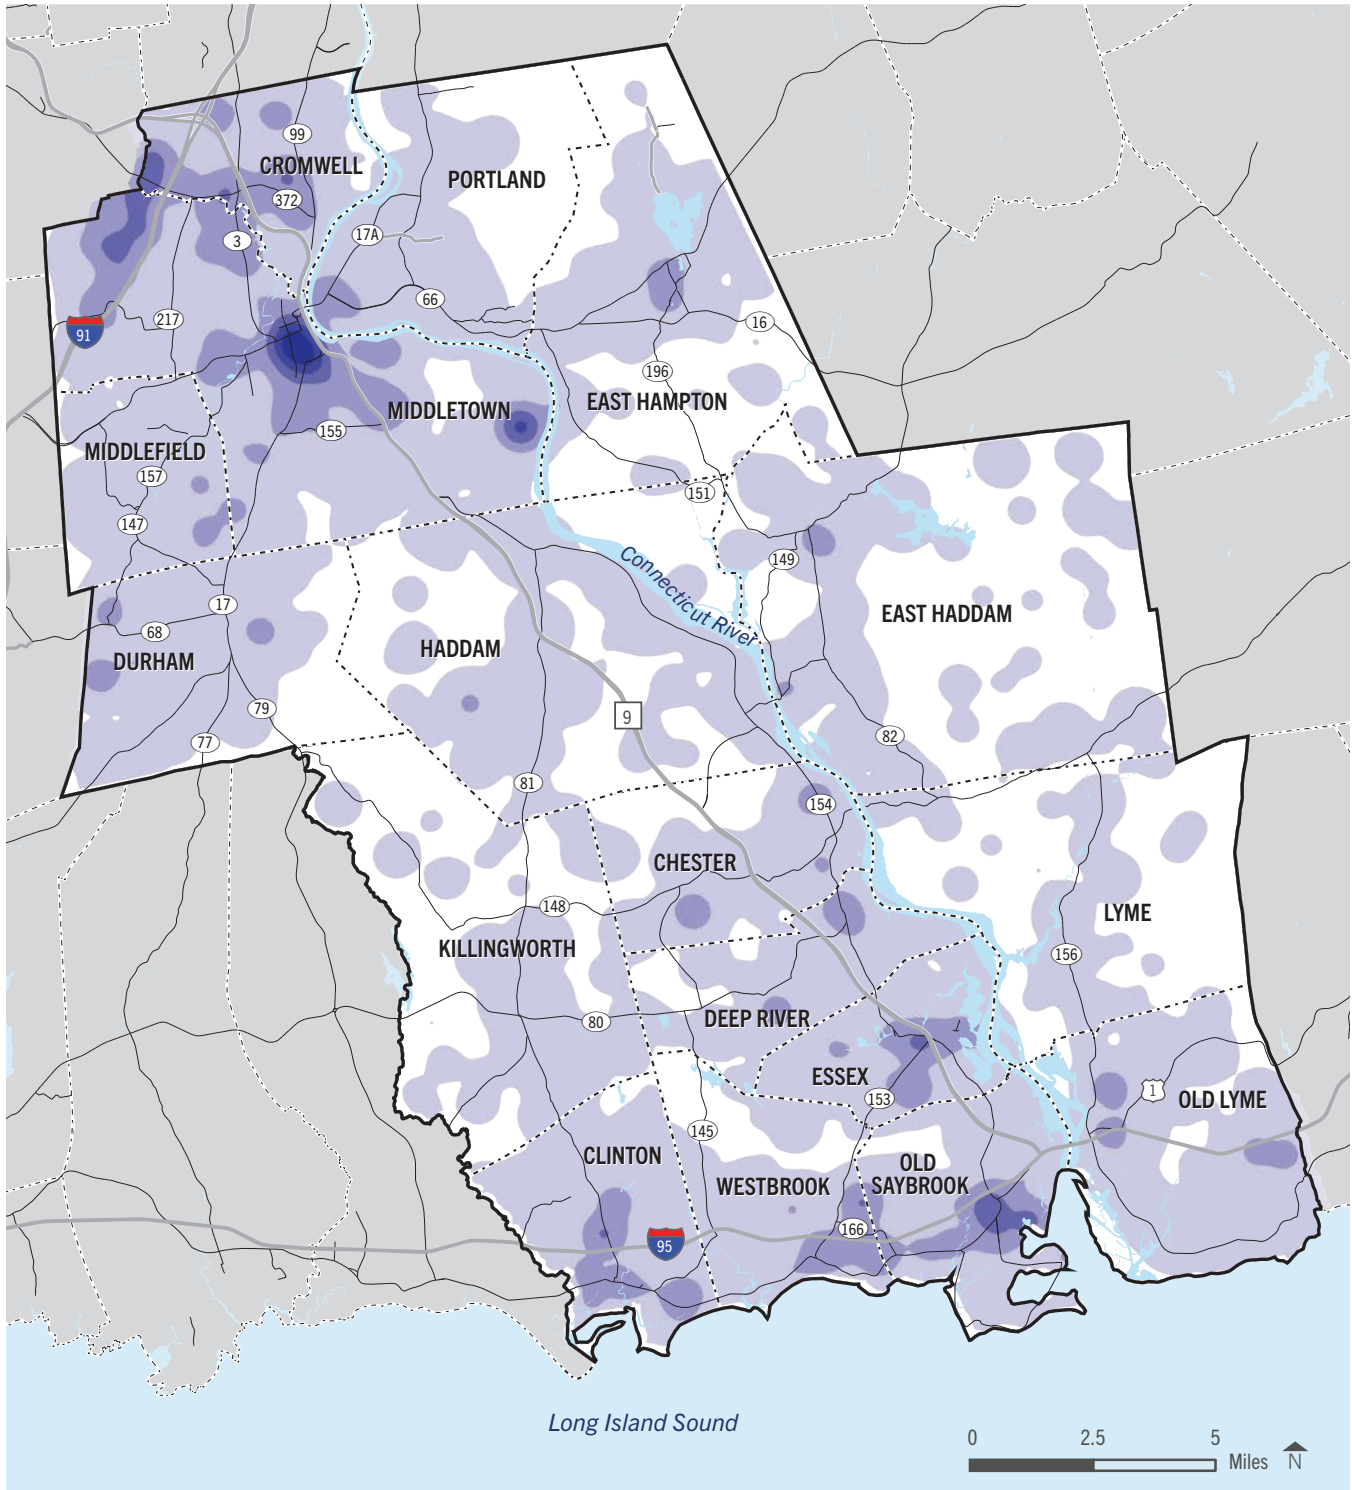 99
CROMWELL
PORTLAND
372
17A
3
66
217
16
91
196
MIDDLETOWN
EAST HAMPTON
155
MIDDLEFIELD
157
151
147
149
Connecticut River
17
EAST HADDAM
68
HADDAM
DURHAM
79
9
77
82
81
154
CHESTER
148
LYME
KILLINGWORTH
156
80
DEEP RIVER
ESSEX
153
1
OLD LYME
145
CLINTON
OLD
SAYBROOK
WESTBROOK
166
95
Long Island Sound
0 2.5 5
Miles N